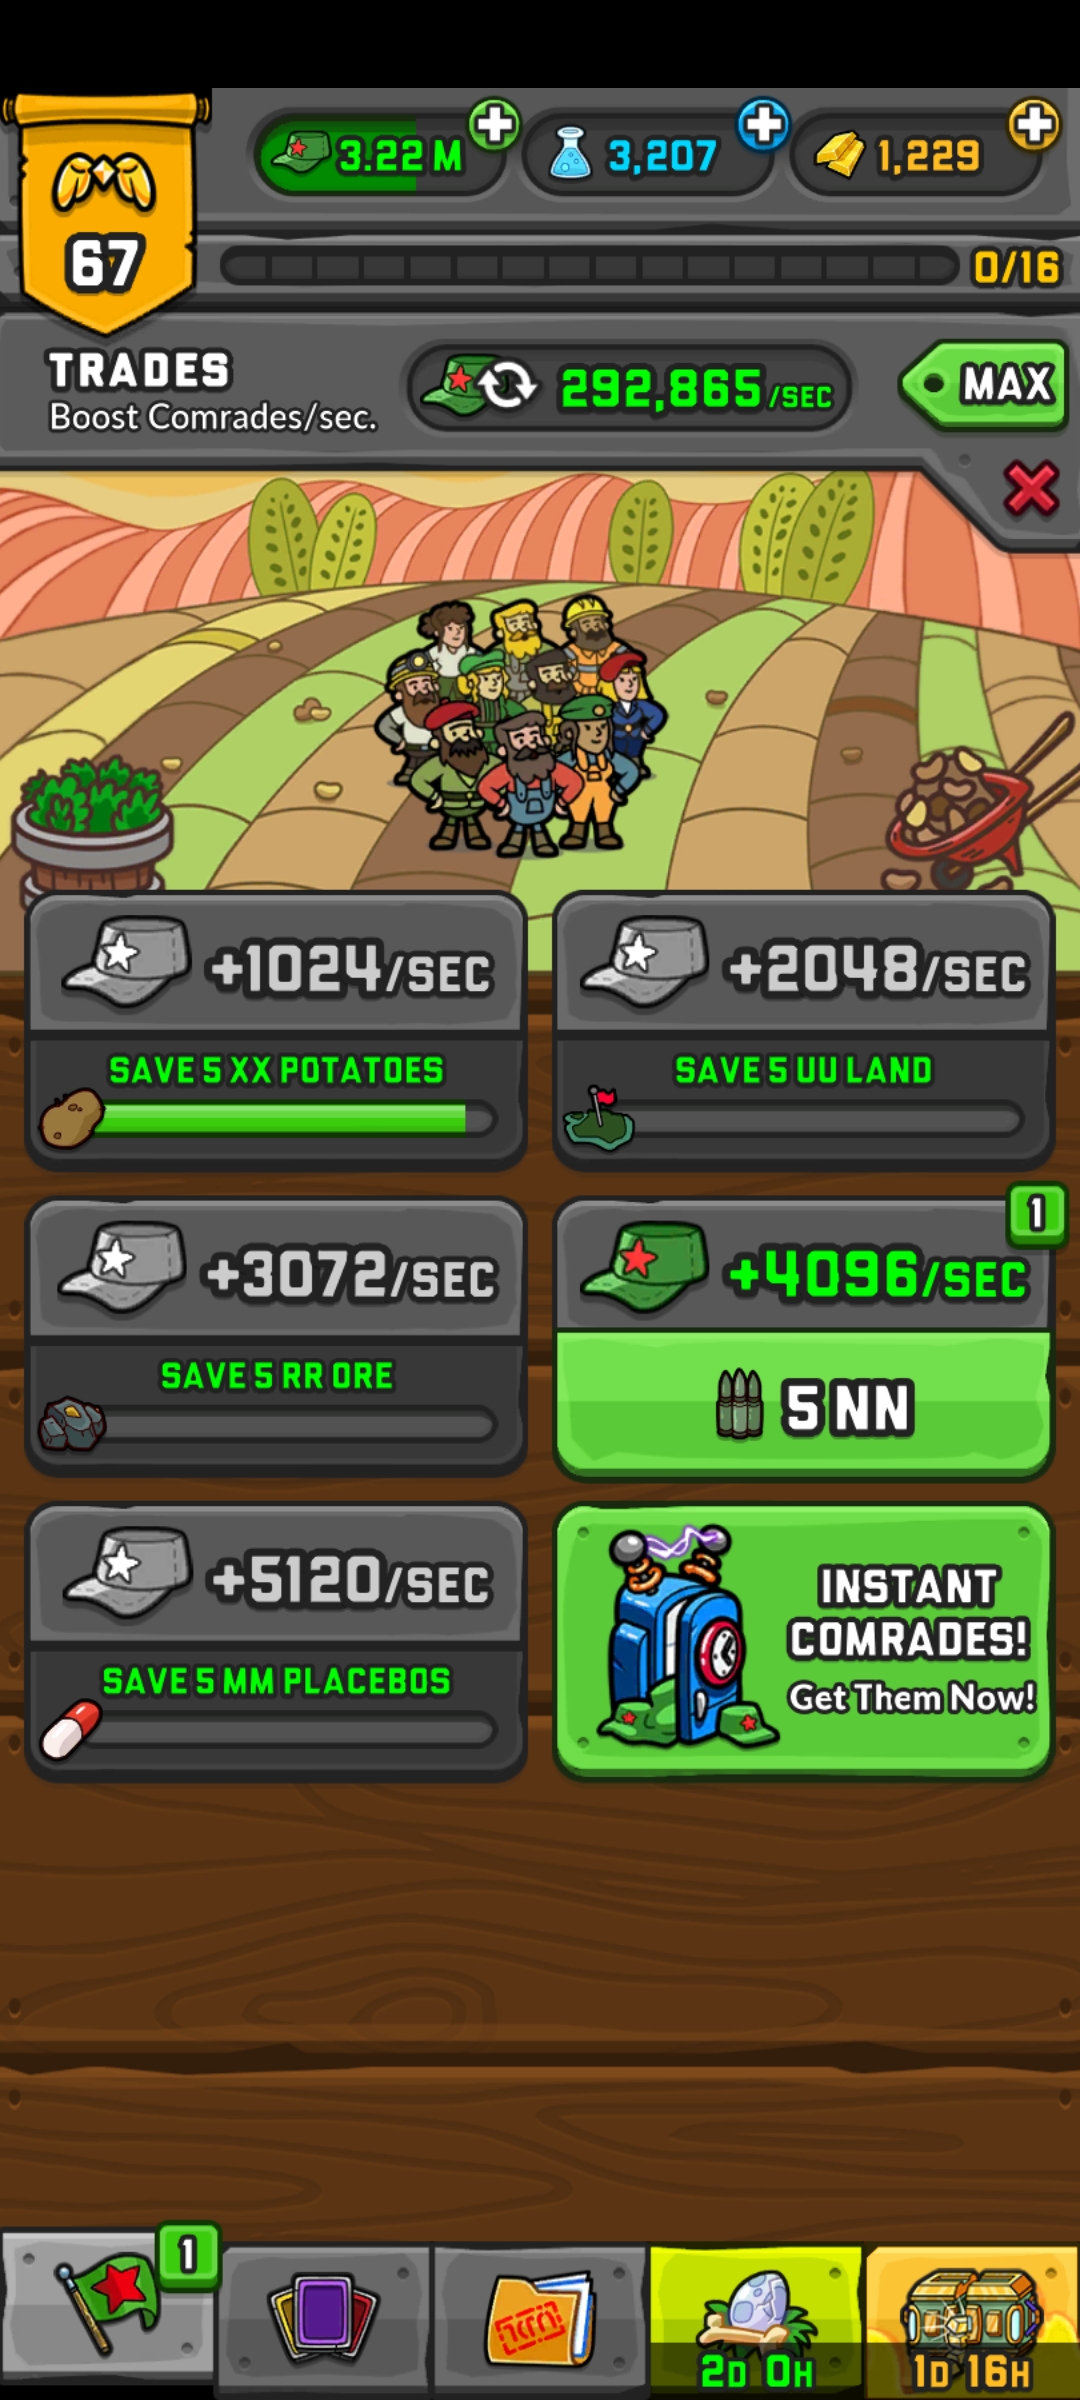 3.22 M
3,207
1,229
67
0/16
TRADES
Boost Comrades/sec.
292,865/SEC
MAX
+1024/SEC
SAVE 5 XX POTATOES
+2048/SEC
SAVE 5 UU LAND
+3072/SEC
SAVE 5 RR ORE
1
+4096/SEC
5 NN
+5120/SEC
SAVE 5 MM PLACEBOS
INSTANT
COMRADES!
Get Them Now!
1
2D 0H
1D 16H